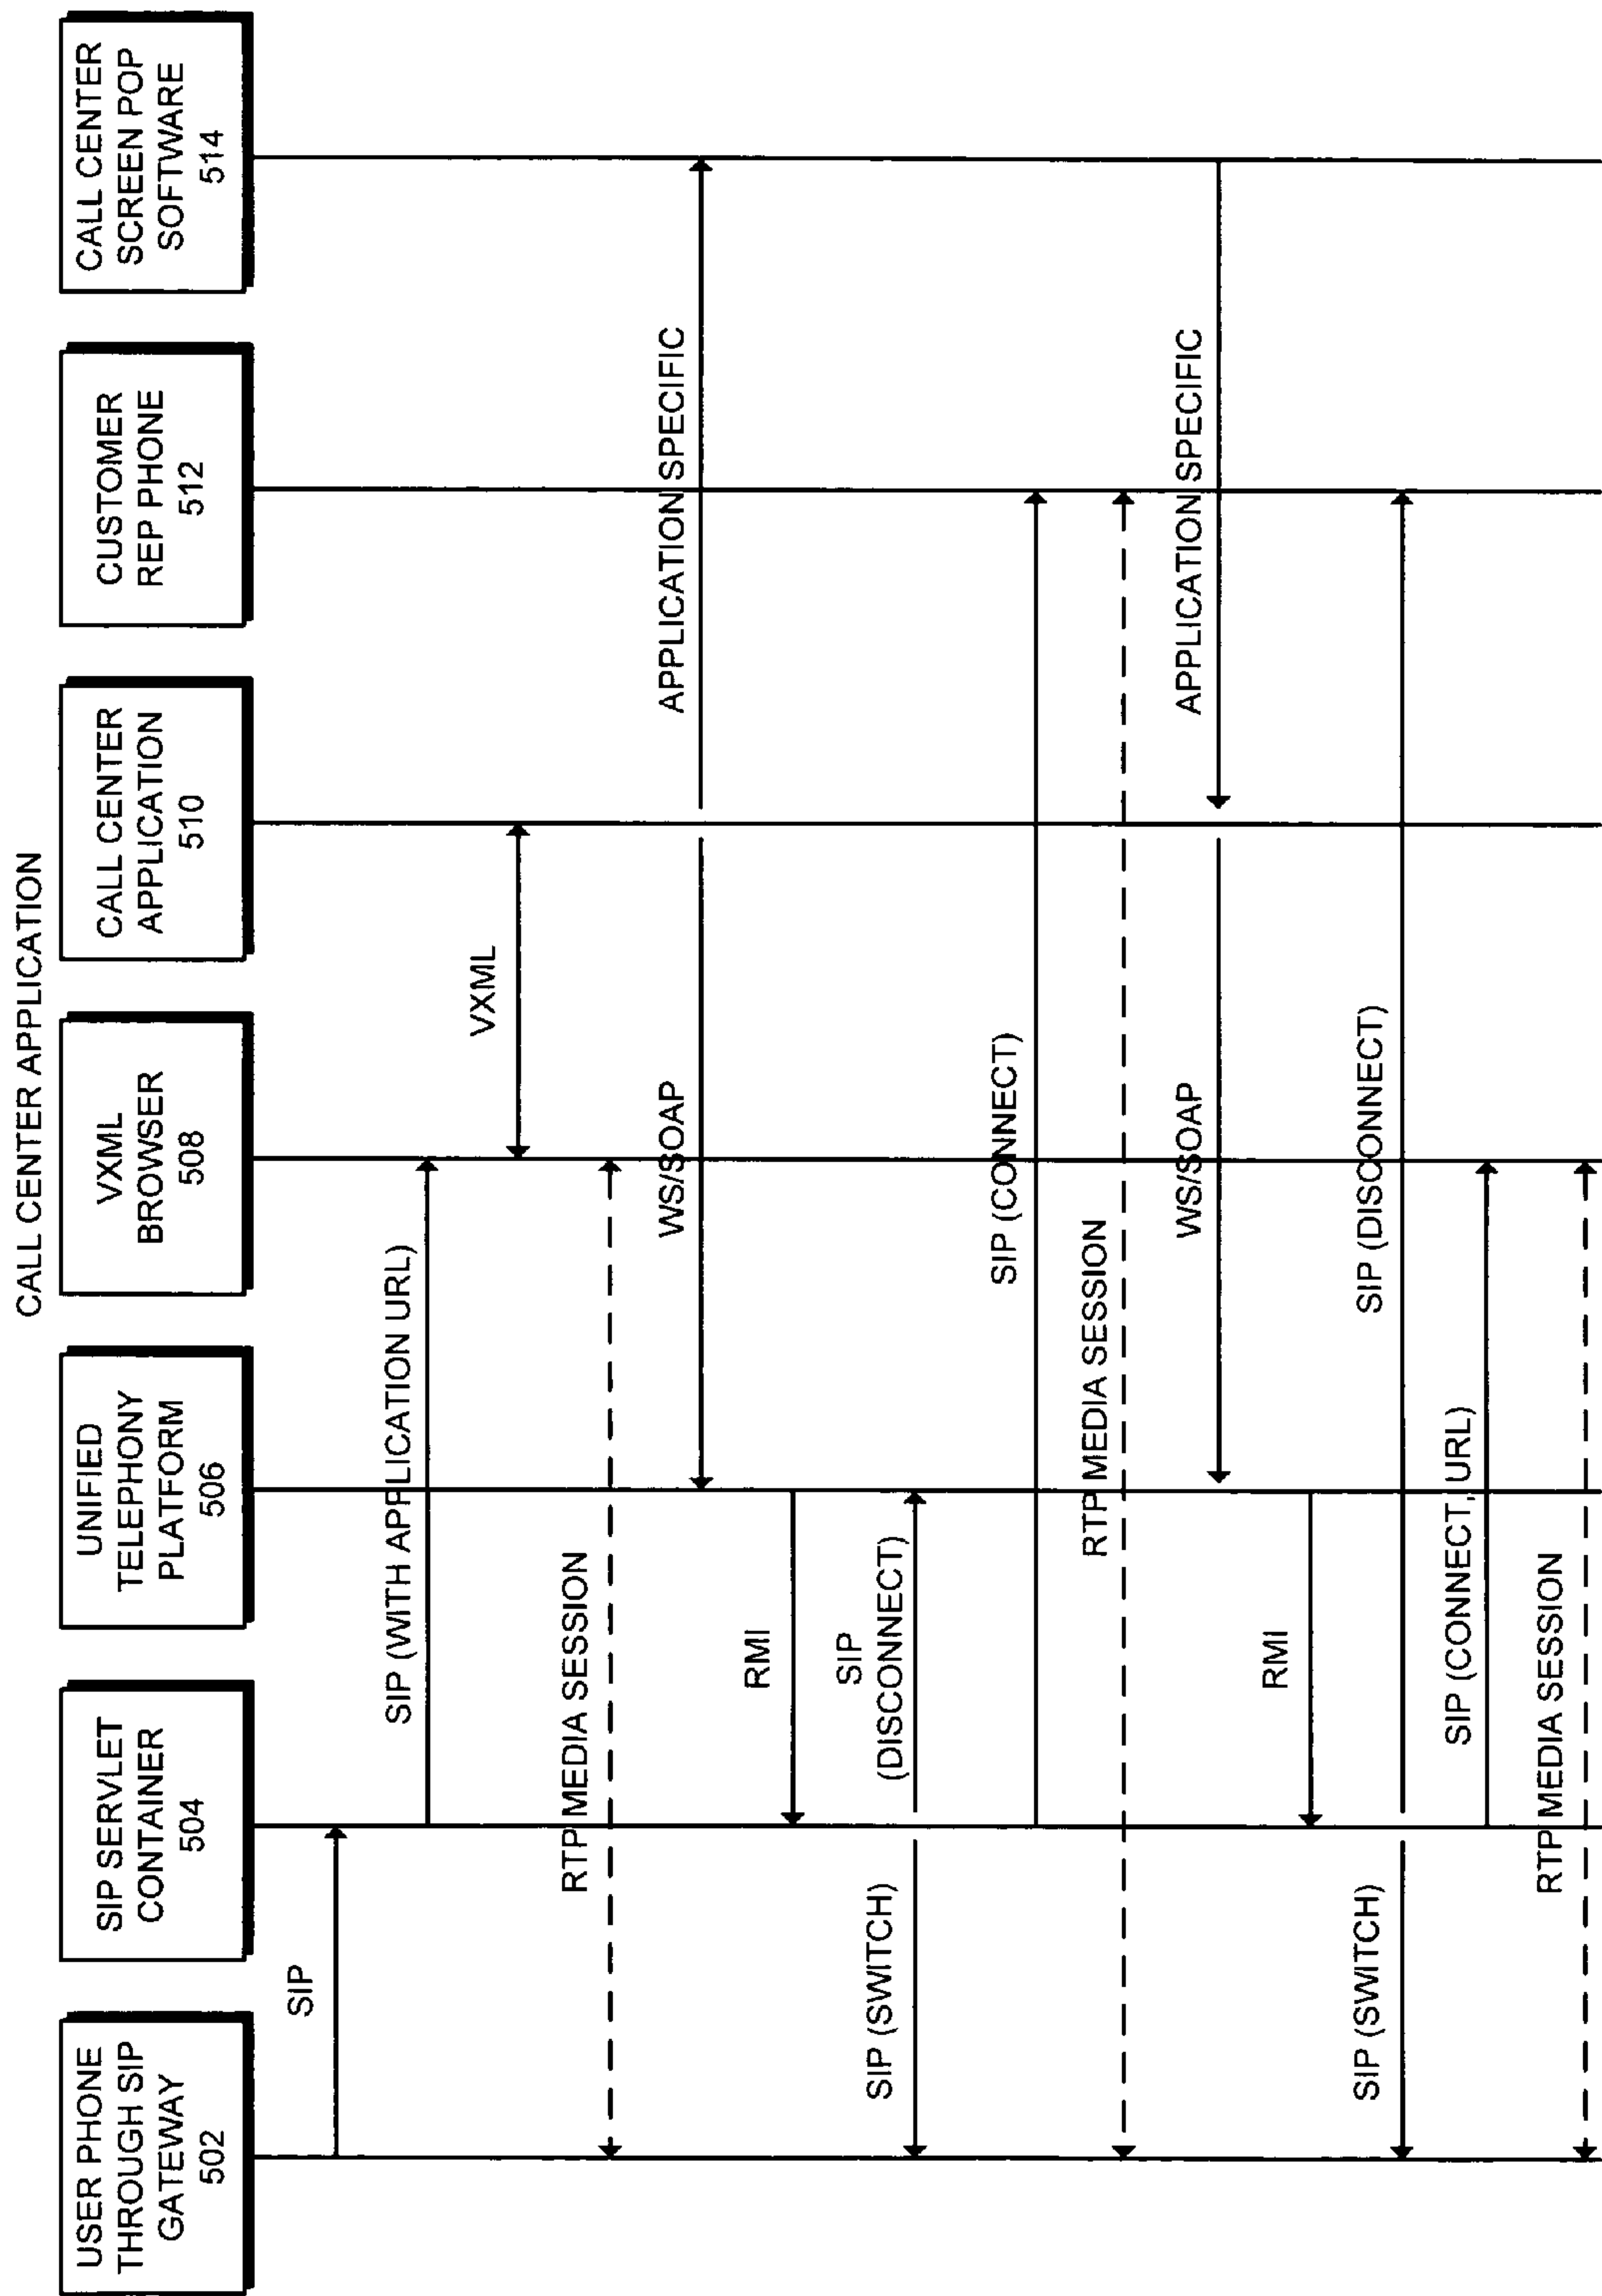 CALL CENTER APPLICATION
USER PHONE
THROUGH SIP
GATEWAY
502
SIP SERVLET
CONTAINER
504
UNIFIED
TELEPHONY
PLATFORM
506
VXML
BROWSER
508
CALL CENTER
APPLICATION
510
CUSTOMER
REP PHONE
512
CALL CENTER
SCREEN POP
SOFTWARE
514
SIP
SIP (WITH APPLICATION URL)
VXML
RTP MEDIA SESSION
WS/SOAP
APPLICATION SPECIFIC
RMI
SIP (SWITCH)
SIP
(DISCONNECT)
SIP (CONNECT)
RTP MEDIA SESSION
WS/SOAP
APPLICATION SPECIFIC
RMI
SIP (SWITCH)
SIP (DISCONNECT)
SIP (CONNECT, URL)
RTP MEDIA SESSION